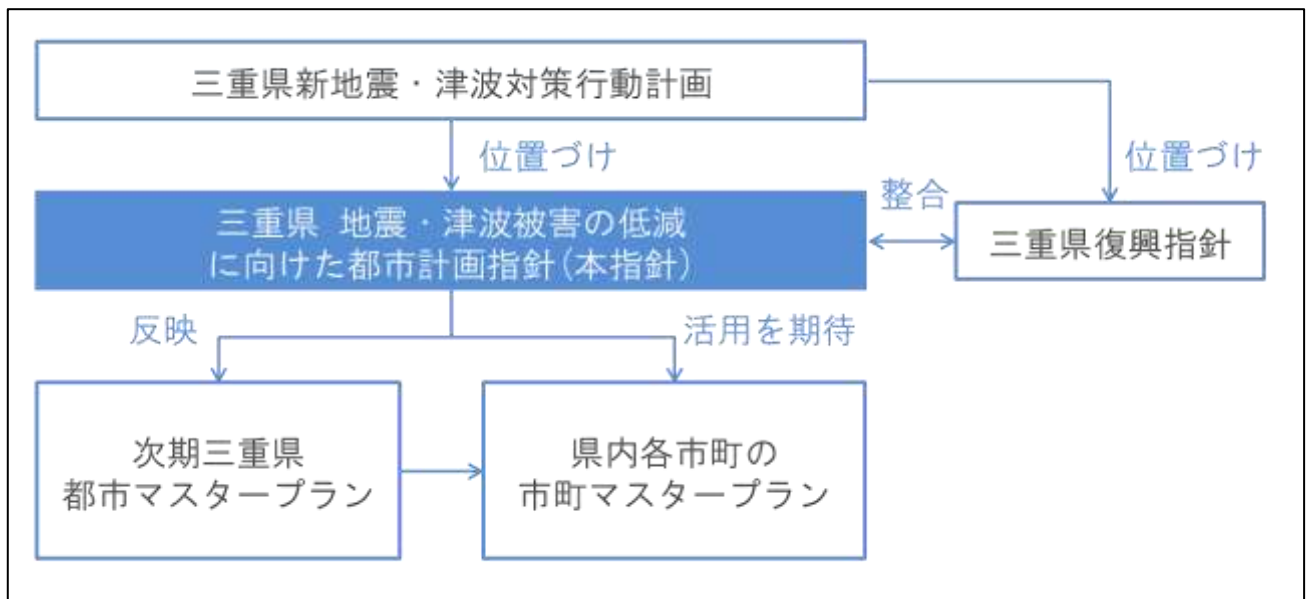 三重県新地震・津波対策行動計画
位置づけ
位置づけ
三重県 地震・津波被害の低減
に向けた都市計画指針(本指針)
整合
三重県復興指針
反映
活用を期待
次期三重県
都市マスタープラン
県内各市町の
市町マスタープラン